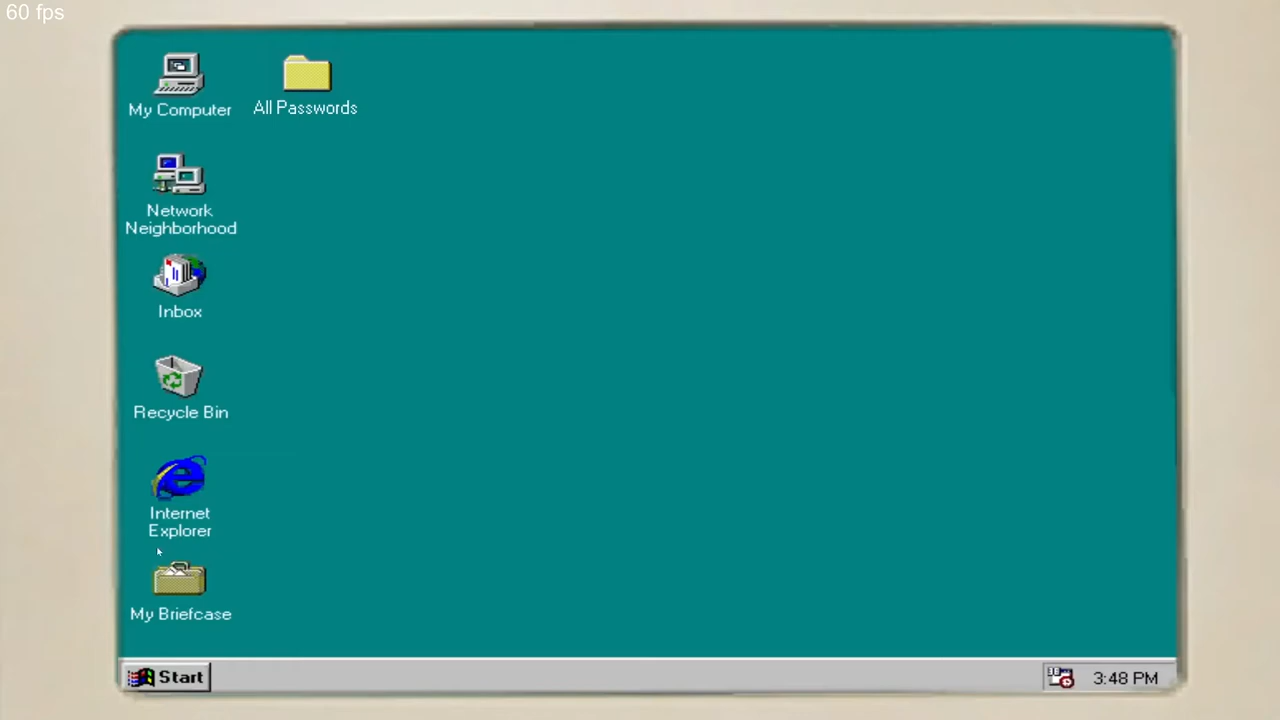 60 fps
My Computer
All Passwords
Network
Neighborhood
Inbox
Recycle Bin
Internet
Explorer
My Briefcase
Start
3:48 PM